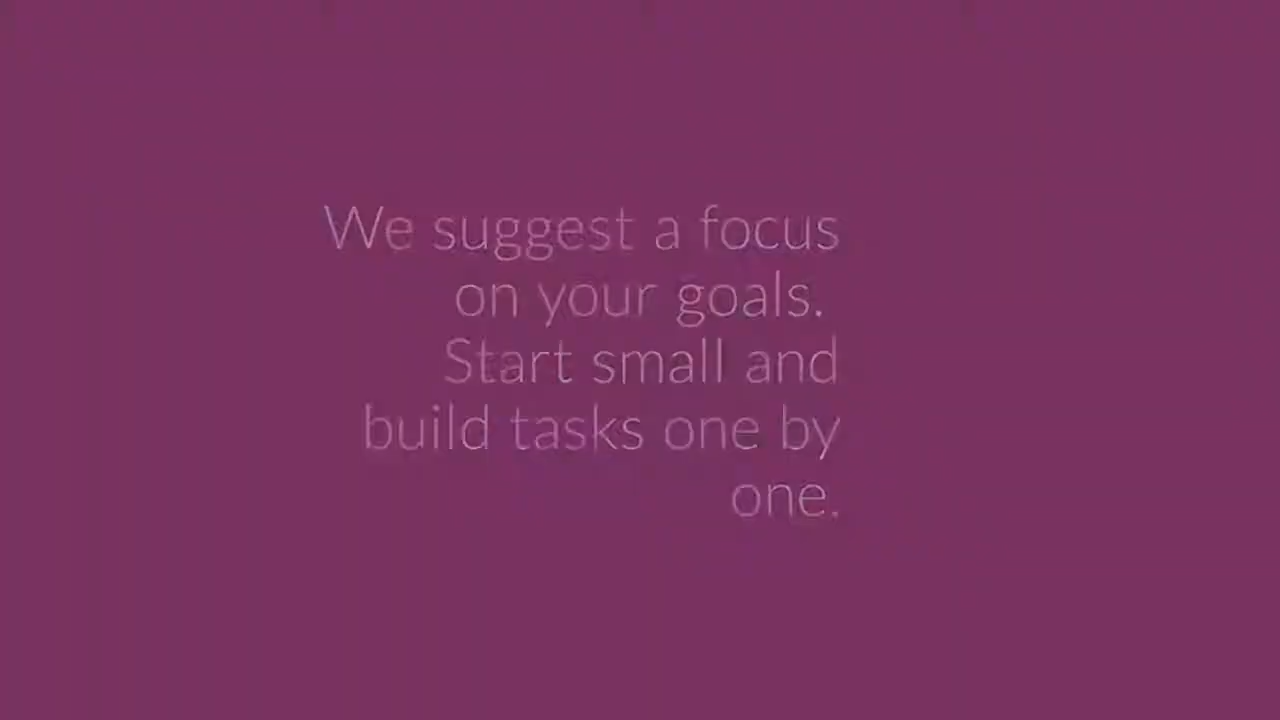 We suggest a focus
on your goals.
Start small and
build tasks one by
one.